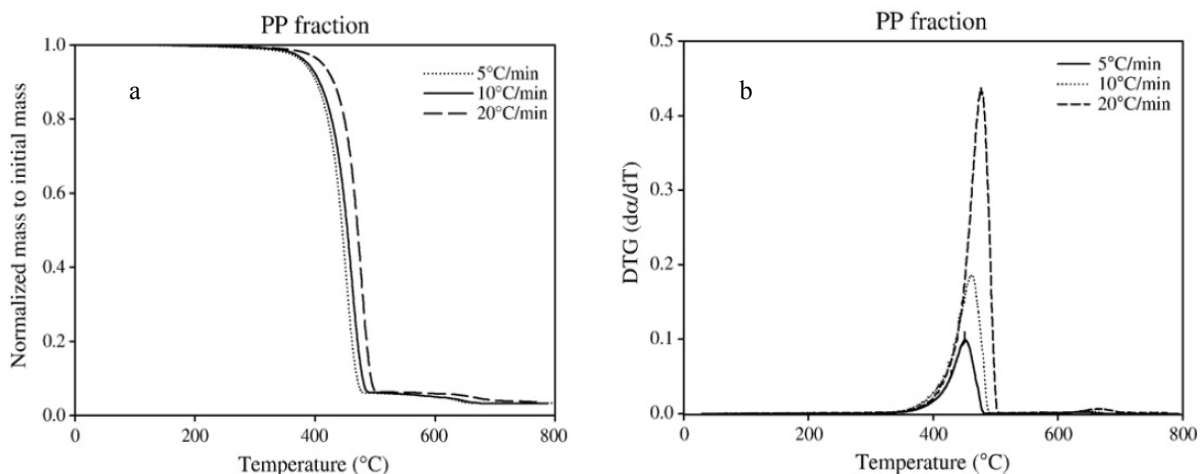 PP fraction
1.0
0.8
0.6
0.4
0.2
0.0
Normalized mass to initial mass
a
5°C/min
10°C/min
20°C/min
0
200
400
600
800
Temperature (°C)
PP fraction
0.5
0.4
0.3
0.2
0.1
0.0
DTG (dα/dT)
b
5°C/min
10°C/min
20°C/min
0
200
400
600
800
Temperature (°C)